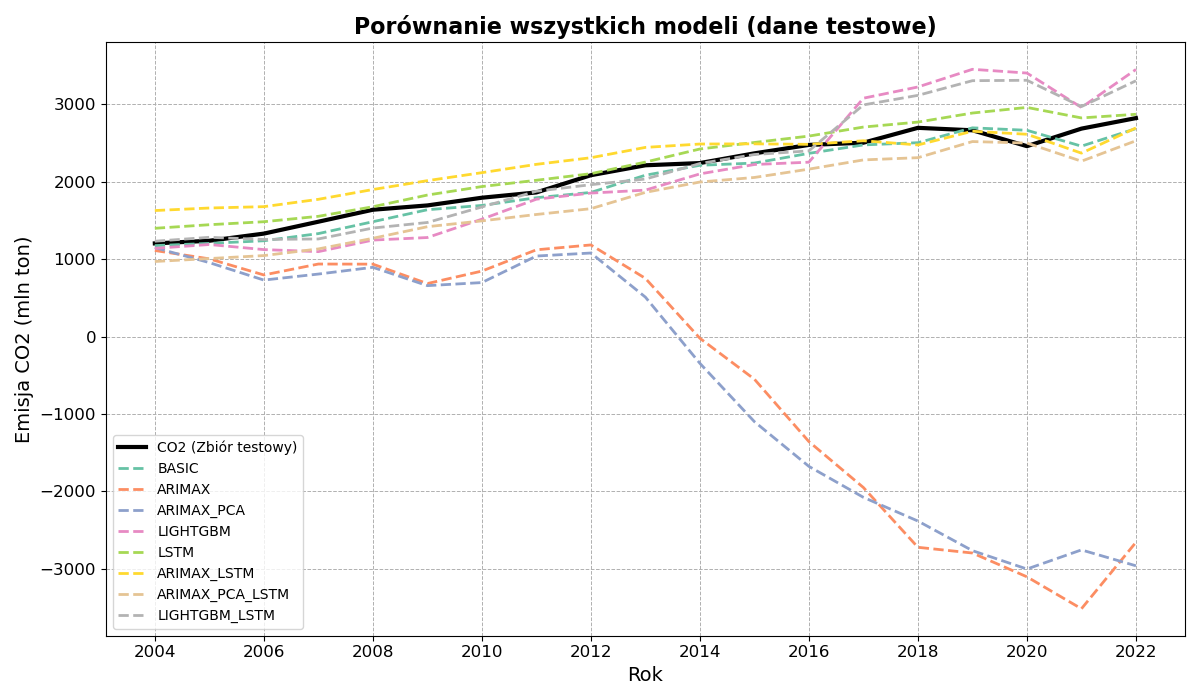 Porównanie wszystkich modeli (dane testowe)
Emisja CO2 (mln ton)
3000
2000
1000
0
−1000
−2000
−3000
CO2 (Zbiór testowy)
BASIC
ARIMAX
ARIMAX_PCA
LIGHTGBM
LSTM
ARIMAX_LSTM
ARIMAX_PCA_LSTM
LIGHTGBM_LSTM
2004 2006 2008 2010 2012 2014 2016 2018 2020 2022
Rok